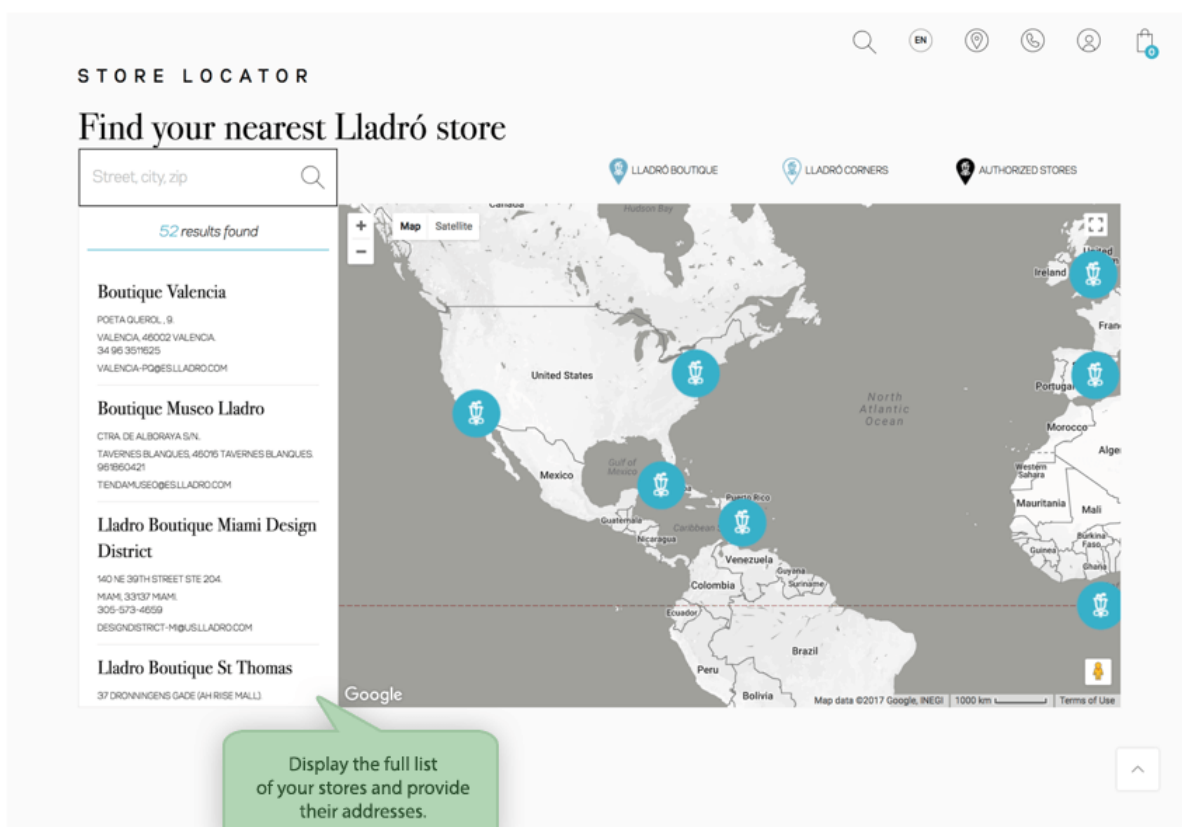 EN
0
STORE LOCATOR
Find your nearest Lladró store
Street, city, zip
LLADRÓ BOUTIQUE
LLADRÓ CORNERS
AUTHORIZED STORES
52 results found
Boutique Valencia
POETA QUEROL , 9.
VALENCIA, 46002 VALENCIA.
34 96 3511625
VALENCIA-PQ@ES.LLADRO.COM
Boutique Museo Lladro
CTRA. DE ALBORAYA S/N.
TAVERNES BLANQUES, 46016 TAVERNES BLANQUES.
961860421
TIENDAMUSEO@ES.LLADRO.COM
Lladro Boutique Miami Design
District
140 NE 39TH STREET STE 204.
MIAMI, 33137 MIAMI.
305-573-4659
DESIGNDISTRICT-MI@US.LLADRO.COM
Lladro Boutique St Thomas
37 DRONNINGENS GADE (AH RISE MALL).
+
−
Map
Satellite
Canada
Hudson Bay
United
Ireland
Fran
United States
Portugal
North
Atlantic
Ocean
Morocco
Alge
Western
Sahara
Gulf of
Mexico
Mexico
Puerto Rico
Mauritania
Mali
Guatemala
Caribbean
Nicaragua
Burkina
Faso
Guinea
Ghana
Venezuela
Guyana
Suriname
Colombia
Ecuador
Brazil
Peru
Bolivia
Google
Map data ©2017 Google, INEGI
1000 km
Terms of Use
Display the full list
of your stores and provide
their addresses.